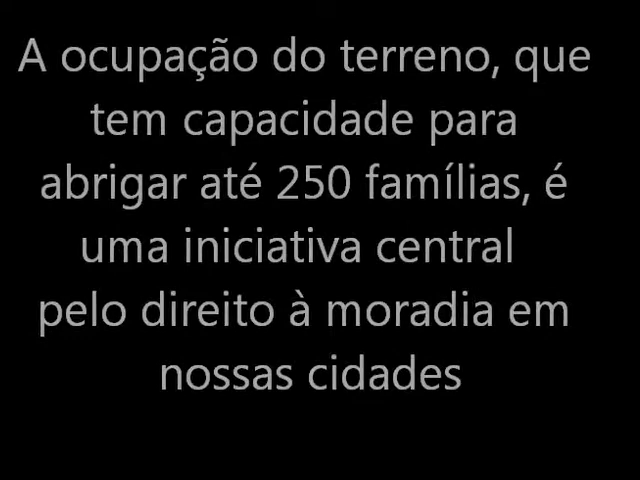 A ocupação do terreno, que
tem capacidade para
abrigar até 250 famílias, é
uma iniciativa central
pelo direito à moradia em
nossas cidades